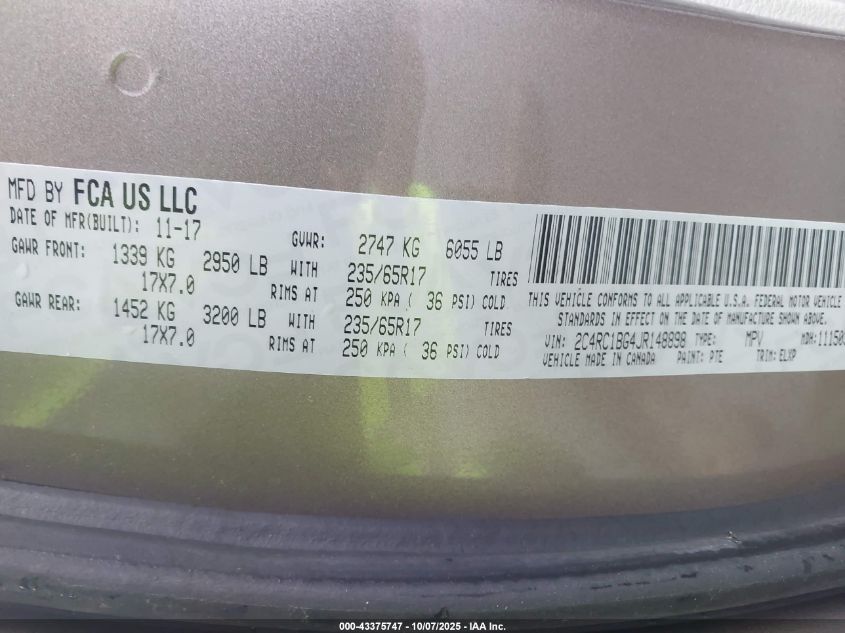 MFD BY FCA US LLC
DATE OF MFR(BUILT): 11-17 GVWR: 2747 KG 6055 LB
GAWR FRONT: 1339 KG 2950 LB WITH 235/65R17 TIRES
17X7.0 RIMS AT 250 KPA ( 36 PSI) COLD
GAWR REAR: 1452 KG 3200 LB WITH 235/65R17 TIRES
17X7.0 RIMS AT 250 KPA ( 36 PSI) COLD
THIS VEHICLE CONFORMS TO ALL APPLICABLE U.S.A. FEDERAL MOTOR VEHICLE
STANDARDS IN EFFECT ON THE DATE OF MANUFACTURE SHOWN ABOVE.
VIN: 2C4RC1BG4JR148898 TYPE: MPV MDH:
VEHICLE MADE IN CANADA PAINT: PTE TRIM: ELXP
000-43375747 - 10/07/2025 - IAA Inc.